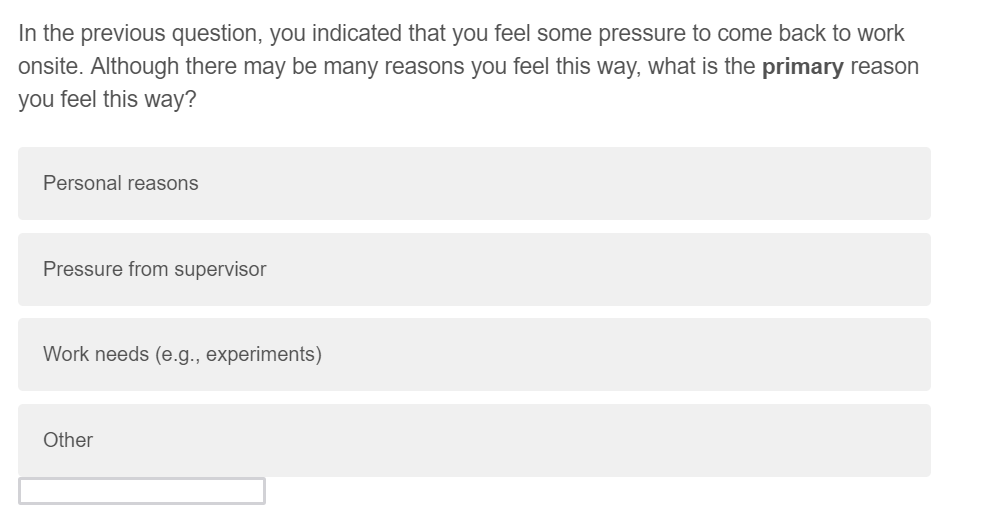 In the previous question, you indicated that you feel some pressure to come back to work
onsite. Although there may be many reasons you feel this way, what is the primary reason
you feel this way?
Personal reasons
Pressure from supervisor
Work needs (e.g., experiments)
Other